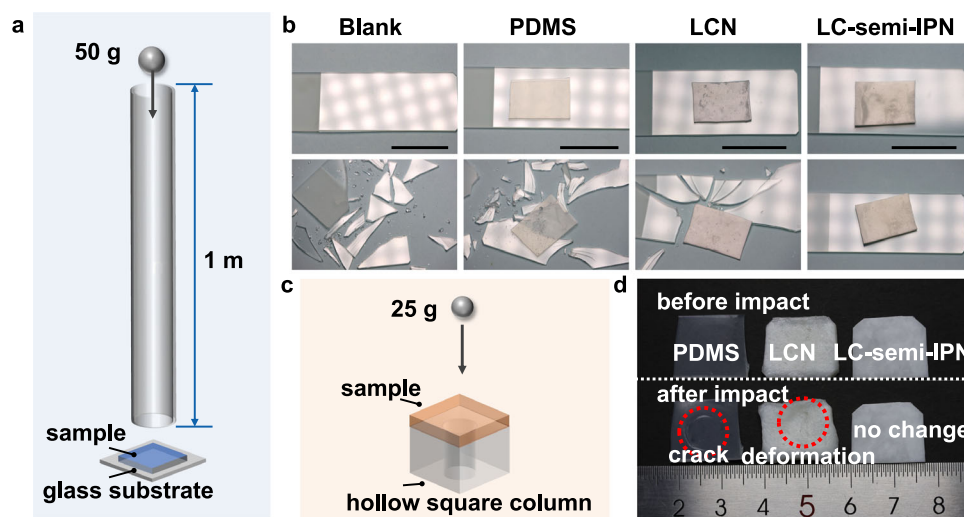 a
50 g
1 m
sample
glass substrate
b
Blank
PDMS
LCN
LC-semi-IPN
c
25 g
sample
hollow square column
d
before impact
PDMS
LCN
LC-semi-IPN
after impact
no change
crack
deformation
2 3 4 5 6 7 8